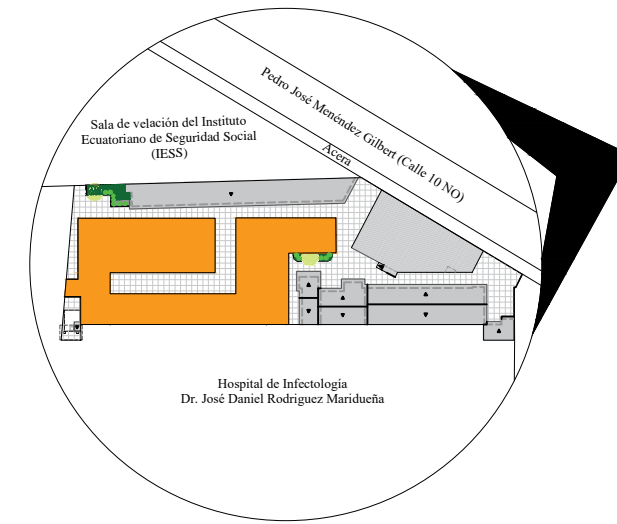 Pedro José Menéndez Gilbert (Calle 10 NO)
Acera
Sala de velación del Instituto
Ecuatoriano de Seguridad Social
(IESS)
Hospital de Infectología
Dr. José Daniel Rodriguez Maridueña